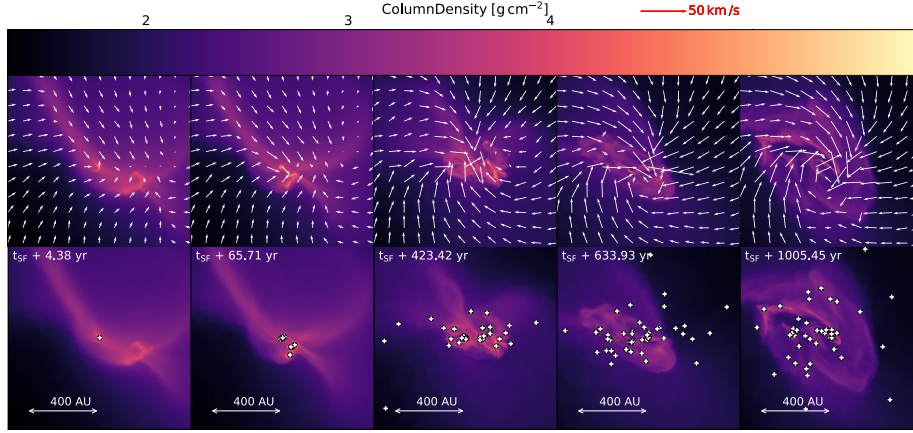 ColumnDensity [g cm⁻²]
50 km/s
2 3 4
t_SF + 4.38 yr
t_SF + 65.71 yr
t_SF + 423.42 yr
t_SF + 633.93 yr
t_SF + 1005.45 yr
400 AU
400 AU
400 AU
400 AU
400 AU